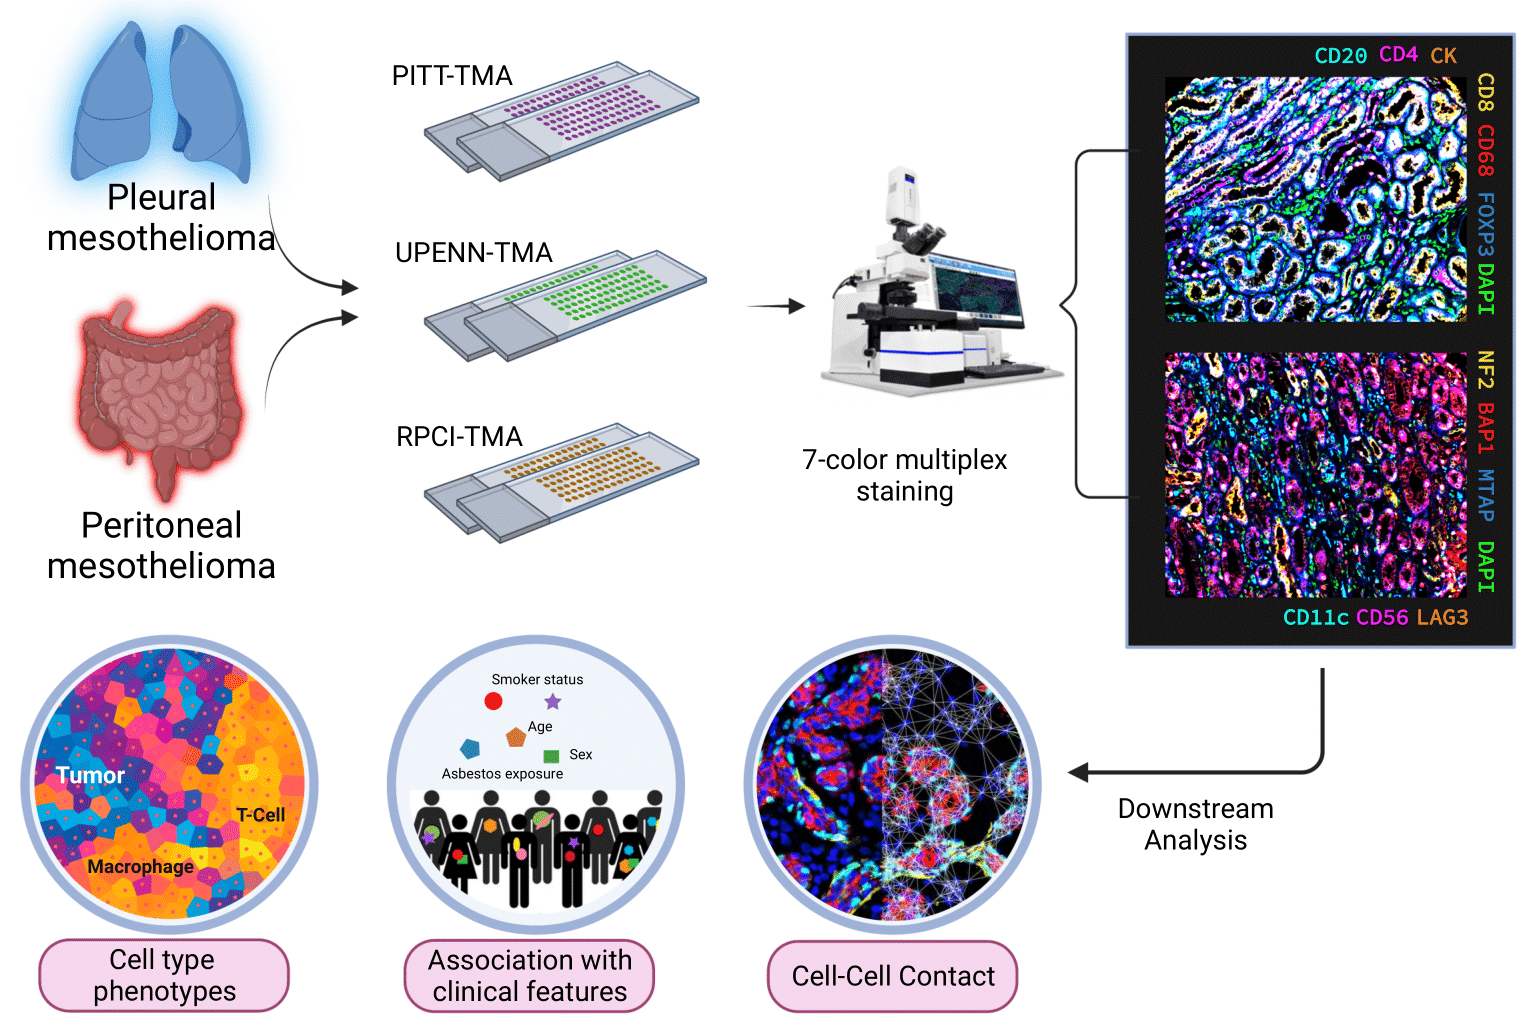 Pleural
mesothelioma
Peritoneal
mesothelioma
PITT-TMA
UPENN-TMA
RPCI-TMA
7-color multiplex
staining
CD20 CD4 CK
CD8 CD68 FOXP3 DAPI
NF2 BAP1 MTAP DAPI
CD11c CD56 LAG3
Downstream
Analysis
Tumor
T-Cell
Macrophage
Cell type
phenotypes
Smoker status
Age
Sex
Asbestos exposure
Association with
clinical features
Cell-Cell Contact